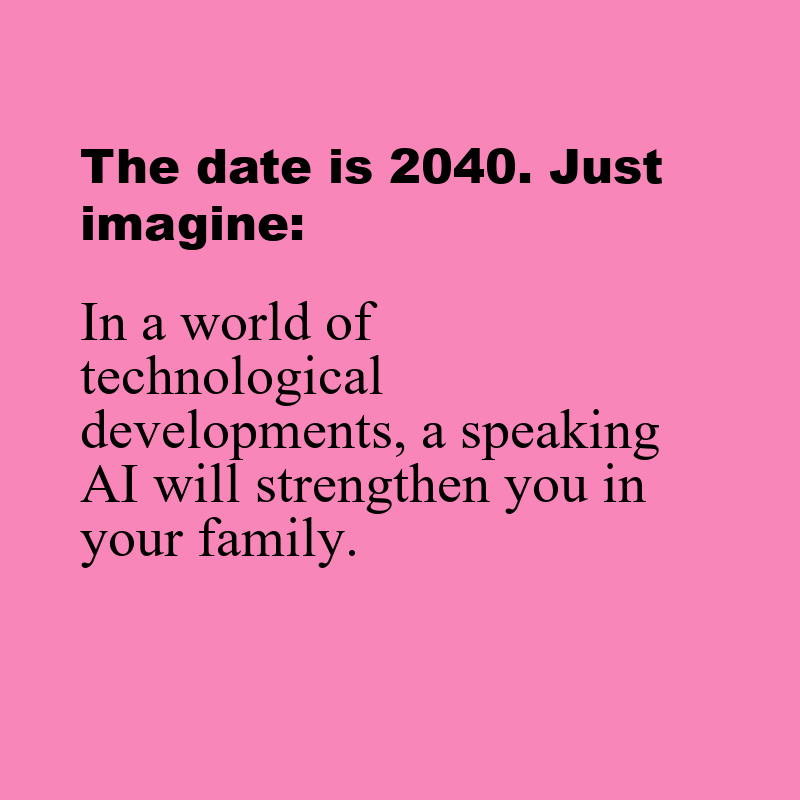 The date is 2040. Just
imagine:
In a world of
technological
developments, a speaking
AI will strengthen you in
your family.